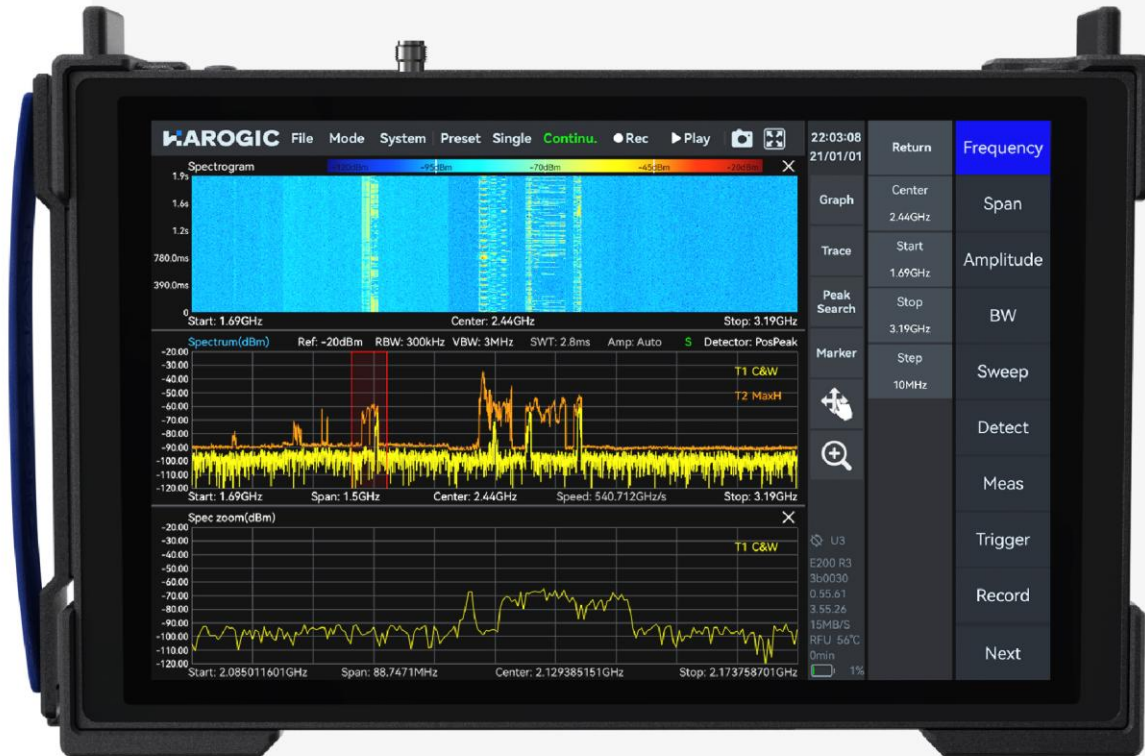 HAROGIC File Mode System Preset Single Continu. Rec Play
22:03:08
21/01/01
Spectrogram -120dBm -95dBm -70dBm -45dBm -20dBm
1.9s
1.6s
1.2s
780.0ms
390.0ms
0
Start: 1.69GHz Center: 2.44GHz Stop: 3.19GHz
Spectrum(dBm) Ref: -20dBm RBW: 300kHz VBW: 3MHz SWT: 2.8ms Amp: Auto S Detector: PosPeak
-20.00
-30.00
-40.00
-50.00
-60.00
-70.00
-80.00
-90.00
-100.00
-110.00
-120.00
T1 C&W
T2 MaxH
Start: 1.69GHz Span: 1.5GHz Center: 2.44GHz Speed: 540.712GHz/s Stop: 3.19GHz
Spec zoom(dBm)
-20.00
-30.00
-40.00
-50.00
-60.00
-70.00
-80.00
-90.00
-100.00
-110.00
-120.00
T1 C&W
Start: 2.085011601GHz Span: 88.7471MHz Center: 2.129385151GHz Stop: 2.173758701GHz
Graph
Trace
Peak
Search
Marker
U3
E200 R3
3b0030
0.55.61
3.55.26
15MB/S
RFU 56°C
0min
1%
Return
Center
2.44GHz
Start
1.69GHz
Stop
3.19GHz
Step
10MHz
Frequency
Span
Amplitude
BW
Sweep
Detect
Meas
Trigger
Record
Next